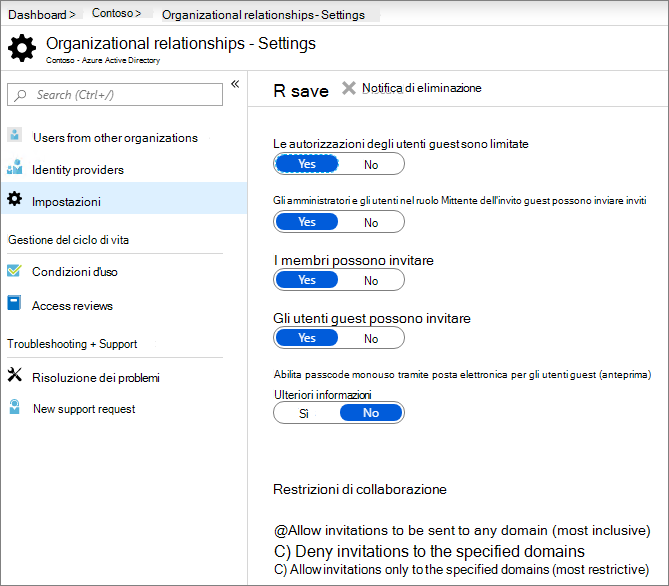 Dashboard > Contoso > Organizational relationships - Settings
Organizational relationships - Settings
Contoso - Azure Active Directory
Search (Ctrl+/)
«
Users from other organizations
Identity providers
Impostazioni
Gestione del ciclo di vita
Condizioni d'uso
Access reviews
Troubleshooting + Support
Risoluzione dei problemi
New support request
R save Notifica di eliminazione
Le autorizzazioni degli utenti guest sono limitate
Yes No
Gli amministratori e gli utenti nel ruolo Mittente dell'invito guest possono inviare inviti
Yes No
I membri possono invitare
Yes No
Gli utenti guest possono invitare
Yes No
Abilita passcode monouso tramite posta elettronica per gli utenti guest (anteprima)
Ulteriori informazioni
Sì No
Restrizioni di collaborazione
@Allow invitations to be sent to any domain (most inclusive)
C) Deny invitations to the specified domains
C) Allow invitations only to the specified domains (most restrictive)